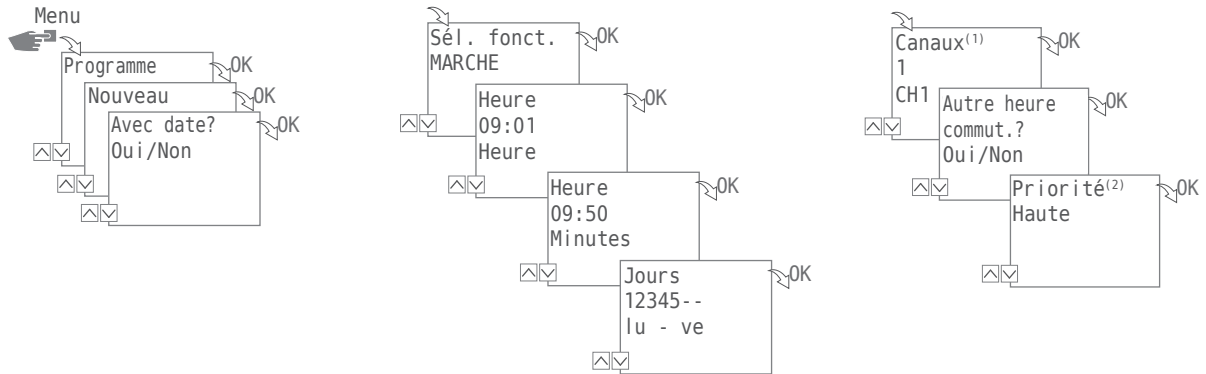 Menu
Programme
OK
Nouveau
OK
Avec date?
OK
Oui/Non
Sél. fonct.
OK
MARCHE
Heure
OK
09:01
Heure
Heure
OK
09:50
Minutes
Jours
OK
12345--
lu - ve
Canaux(1)
OK
1
CH1
Autre heure
OK
commut.?
Oui/Non
Priorité(2)
OK
Haute